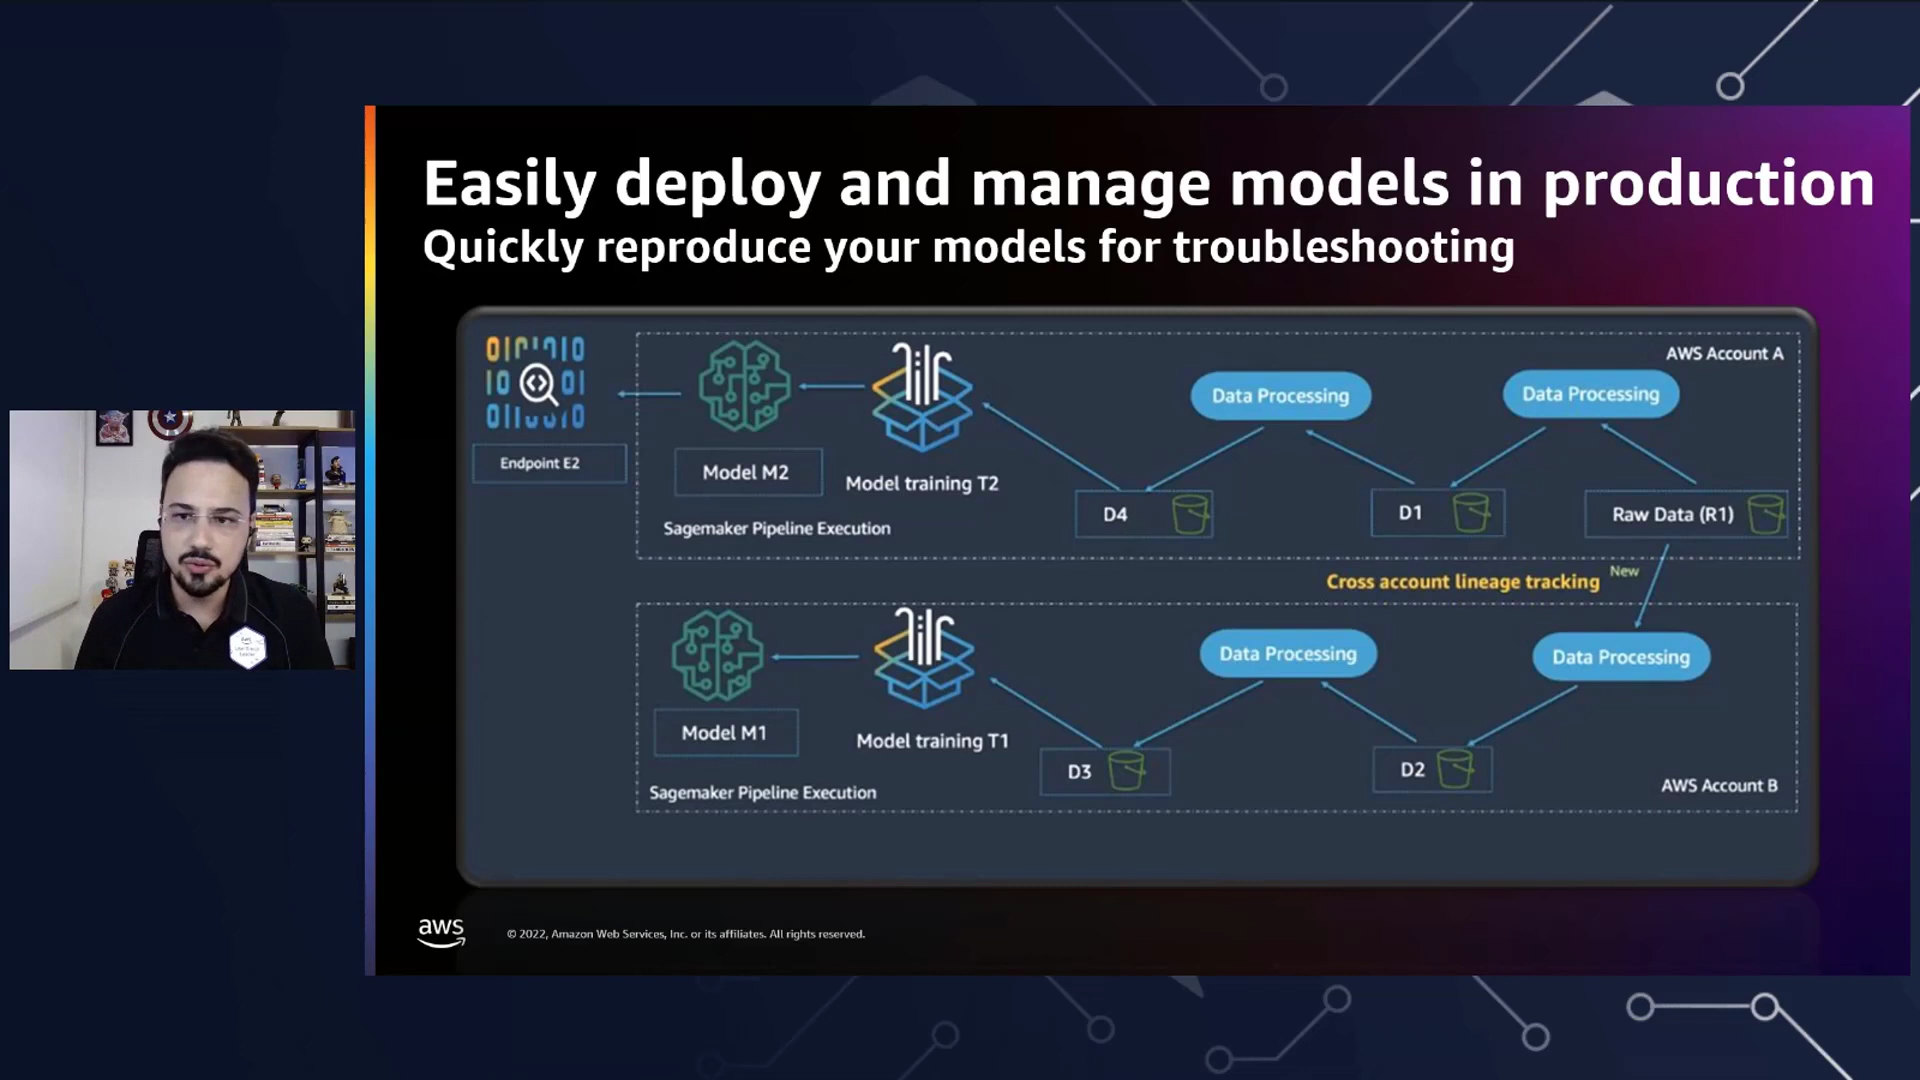 Easily deploy and manage models in production
Quickly reproduce your models for troubleshooting
AWS Account A
Data Processing
Data Processing
Endpoint E2
Model M2
Model training T2
D4
D1
Raw Data (R1)
Sagemaker Pipeline Execution
Cross account lineage tracking New
Data Processing
Data Processing
Model M1
Model training T1
D3
D2
Sagemaker Pipeline Execution
AWS Account B
aws
© 2022, Amazon Web Services, Inc. or its affiliates. All rights reserved.